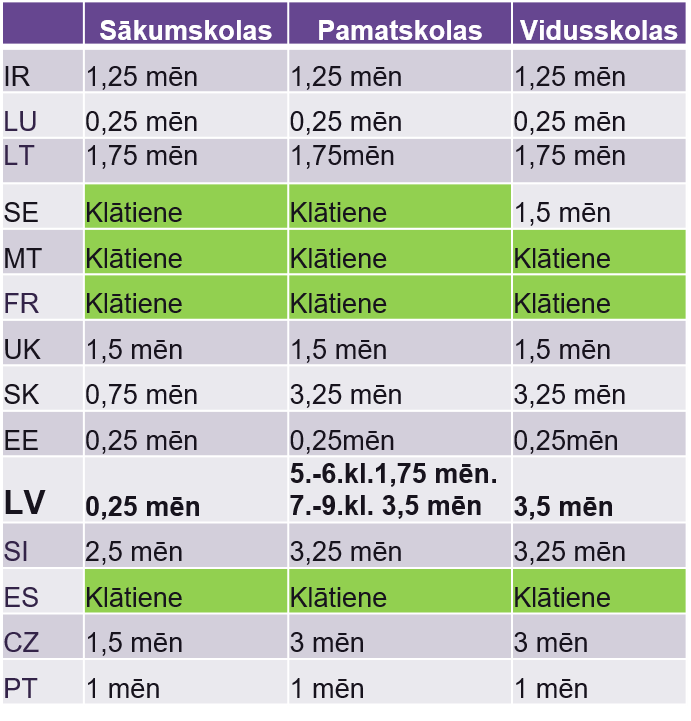 Sākumskolas Pamatskolas Vidusskolas
IR 1,25 mēn 1,25 mēn 1,25 mēn
LU 0,25 mēn 0,25 mēn 0,25 mēn
LT 1,75 mēn 1,75mēn 1,75 mēn
SE Klātiene Klātiene 1,5 mēn
MT Klātiene Klātiene Klātiene
FR Klātiene Klātiene Klātiene
UK 1,5 mēn 1,5 mēn 1,5 mēn
SK 0,75 mēn 3,25 mēn 3,25 mēn
EE 0,25 mēn 0,25mēn 0,25mēn
LV 0,25 mēn 5.-6.kl.1,75 mēn.
7.-9.kl. 3,5 mēn 3,5 mēn
SI 2,5 mēn 3,25 mēn 3,25 mēn
ES Klātiene Klātiene Klātiene
CZ 1,5 mēn 3 mēn 3 mēn
PT 1 mēn 1 mēn 1 mēn